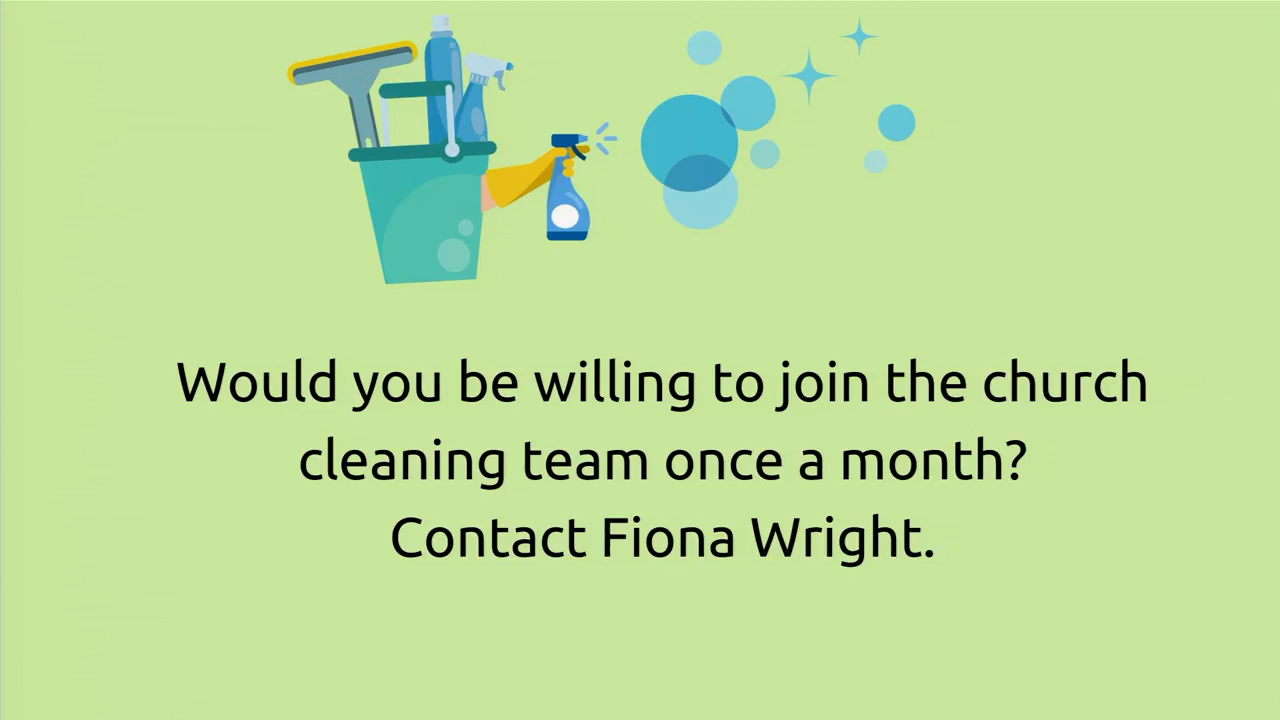 Would you be willing to join the church
cleaning team once a month?
Contact Fiona Wright.